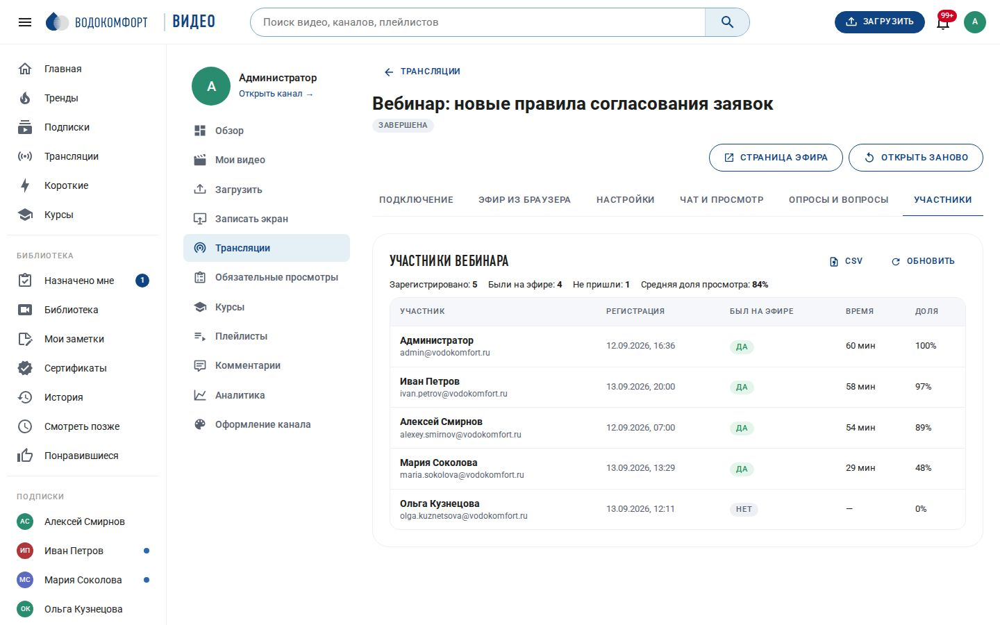 ВОДОКОМФОРТ
ВИДЕО
Поиск видео, каналов, плейлистов
ЗАГРУЗИТЬ
99+
А
Главная
Тренды
Подписки
Трансляции
Короткие
Курсы
БИБЛИОТЕКА
Назначено мне
1
Библиотека
Мои заметки
Сертификаты
История
Смотреть позже
Понравившиеся
ПОДПИСКИ
АС
Алексей Смирнов
ИП
Иван Петров
МС
Мария Соколова
ОК
Ольга Кузнецова
А
Администратор
Открыть канал →
Обзор
Мои видео
Загрузить
Записать экран
Трансляции
Обязательные просмотры
Курсы
Плейлисты
Комментарии
Аналитика
Оформление канала
ТРАНСЛЯЦИИ
Вебинар: новые правила согласования заявок
ЗАВЕРШЕНА
СТРАНИЦА ЭФИРА
ОТКРЫТЬ ЗАНОВО
ПОДКЛЮЧЕНИЕ
ЭФИР ИЗ БРАУЗЕРА
НАСТРОЙКИ
ЧАТ И ПРОСМОТР
ОПРОСЫ И ВОПРОСЫ
УЧАСТНИКИ
УЧАСТНИКИ ВЕБИНАРА
CSV
ОБНОВИТЬ
Зарегистрировано: 5 Были на эфире: 4 Не пришли: 1 Средняя доля просмотра: 84%
УЧАСТНИК РЕГИСТРАЦИЯ БЫЛ НА ЭФИРЕ ВРЕМЯ ДОЛЯ
Администратор
admin@vodokomfort.ru
12.09.2026, 16:36 ДА 60 мин 100%
Иван Петров
ivan.petrov@vodokomfort.ru
13.09.2026, 20:00 ДА 58 мин 97%
Алексей Смирнов
alexey.smirnov@vodokomfort.ru
12.09.2026, 07:00 ДА 54 мин 89%
Мария Соколова
maria.sokolova@vodokomfort.ru
13.09.2026, 13:29 ДА 29 мин 48%
Ольга Кузнецова
olga.kuznetsova@vodokomfort.ru
13.09.2026, 12:11 НЕТ — 0%